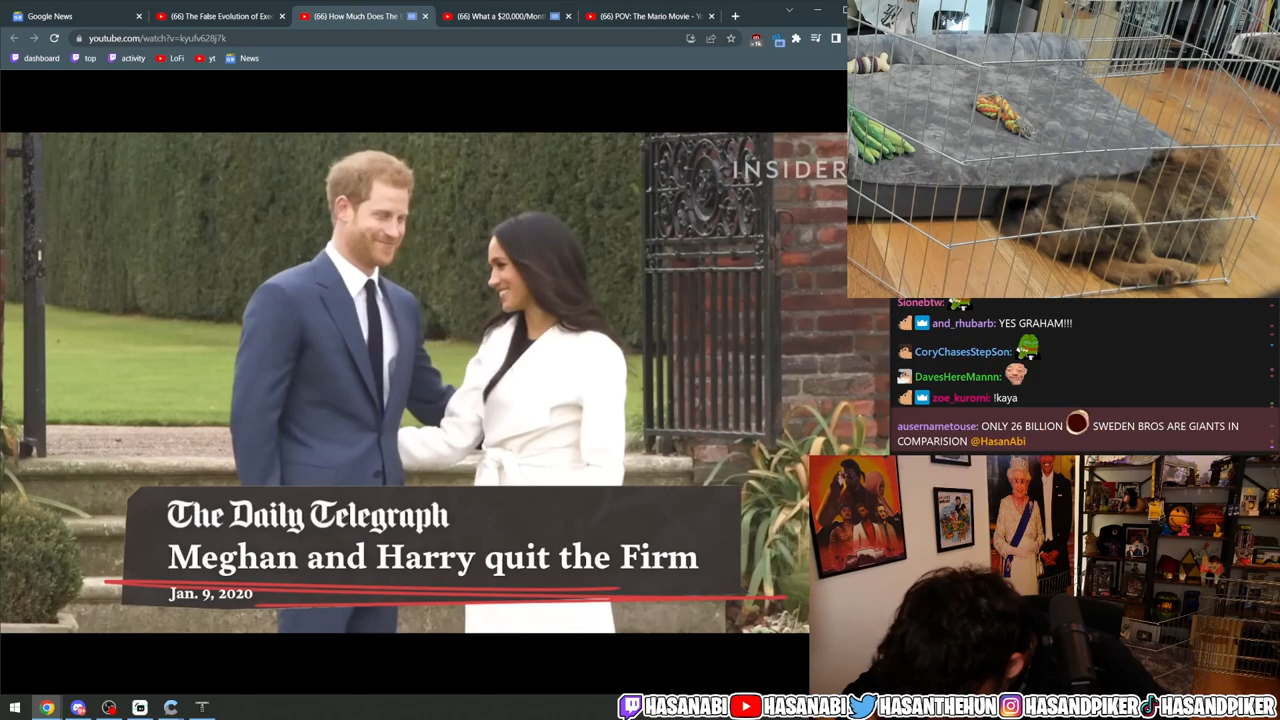 Google News
(66) The False Evolution of Exec
(66) How Much Does The
(66) What a $20,000/Mont
(66) POV: The Mario Movie - Y
youtube.com/watch?v=kyufv628j7k
dashboard
top
activity
LoFi
yt
News
INSIDER
The Daily Telegraph
Meghan and Harry quit the Firm
Jan. 9, 2020
Sionebtw:
and_rhubarb: YES GRAHAM!!!
CoryChasesStepSon:
DavesHereMannn:
zoe_kuromi: !kaya
ausernametouse: ONLY 26 BILLION SWEDEN BROS ARE GIANTS IN
COMPARISION @HasanAbi
HASANABI HASANABI HASANTHEHUN HASANDPIKER HASANDPIKER